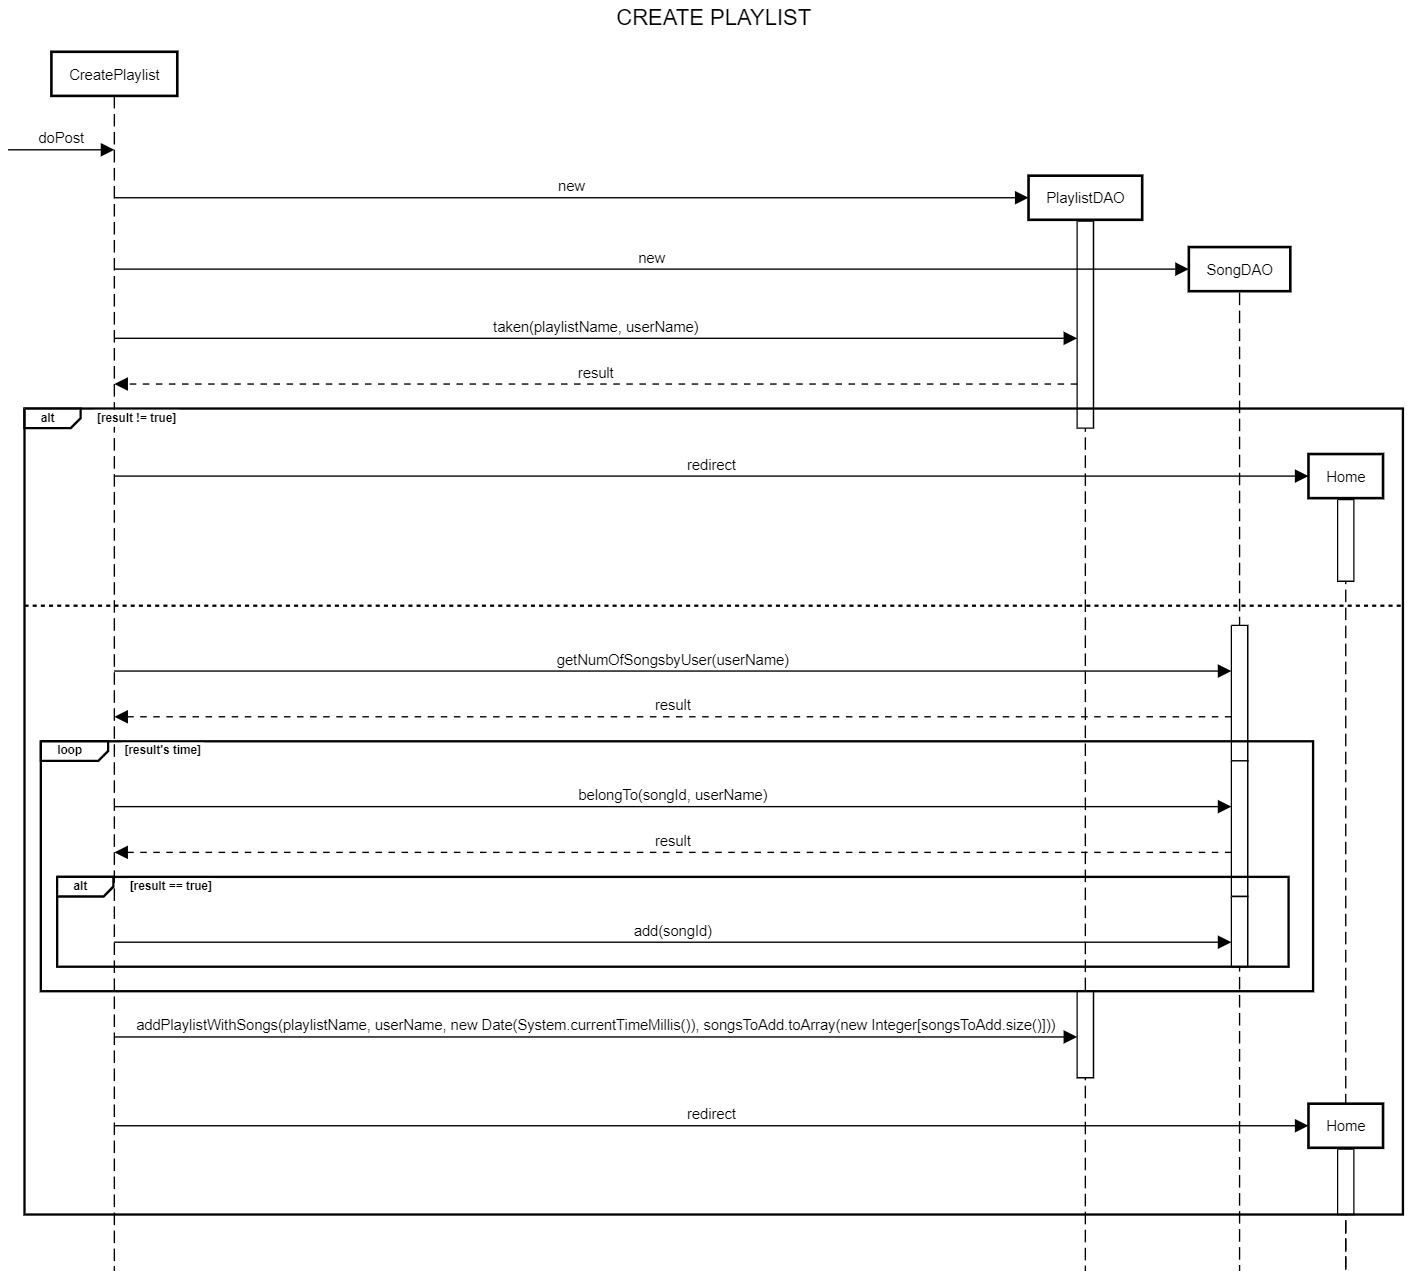 CREATE PLAYLIST
CreatePlaylist
doPost
new
PlaylistDAO
new
SongDAO
taken(playlistName, userName)
result
alt [result != true]
redirect
Home
getNumOfSongsbyUser(userName)
result
loop [result's time]
belongTo(songId, userName)
result
alt [result == true]
add(songId)
addPlaylistWithSongs(playlistName, userName, new Date(System.currentTimeMillis()), songsToAdd.toArray(new Integer[songsToAdd.size()]))
redirect
Home